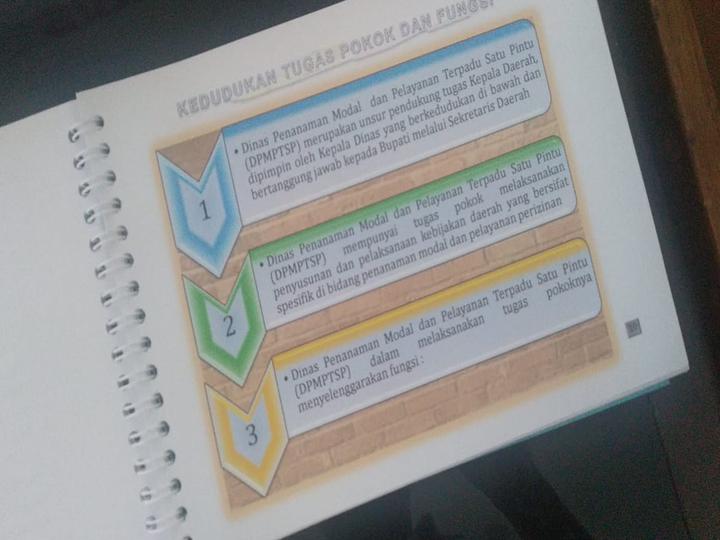 KEDUDUKAN TUGAS POKOK DAN FUNGSI
1
• Dinas Penanaman Modal dan Pelayanan Terpadu Satu Pintu
(DPMPTSP) merupakan unsur pendukung tugas Kepala Daerah,
dipimpin oleh Kepala Dinas yang berkedudukan di bawah dan
bertanggung jawab kepada Bupati melalui Sekretaris Daerah
2
• Dinas Penanaman Modal dan Pelayanan Terpadu Satu Pintu
(DPMPTSP) mempunyai tugas pokok melaksanakan
penyusunan dan pelaksanaan kebijakan daerah yang bersifat
spesifik di bidang penanaman modal dan pelayanan perizinan
3
• Dinas Penanaman Modal dan Pelayanan Terpadu Satu Pintu
(DPMPTSP) dalam melaksanakan tugas pokoknya
menyelenggarakan fungsi :